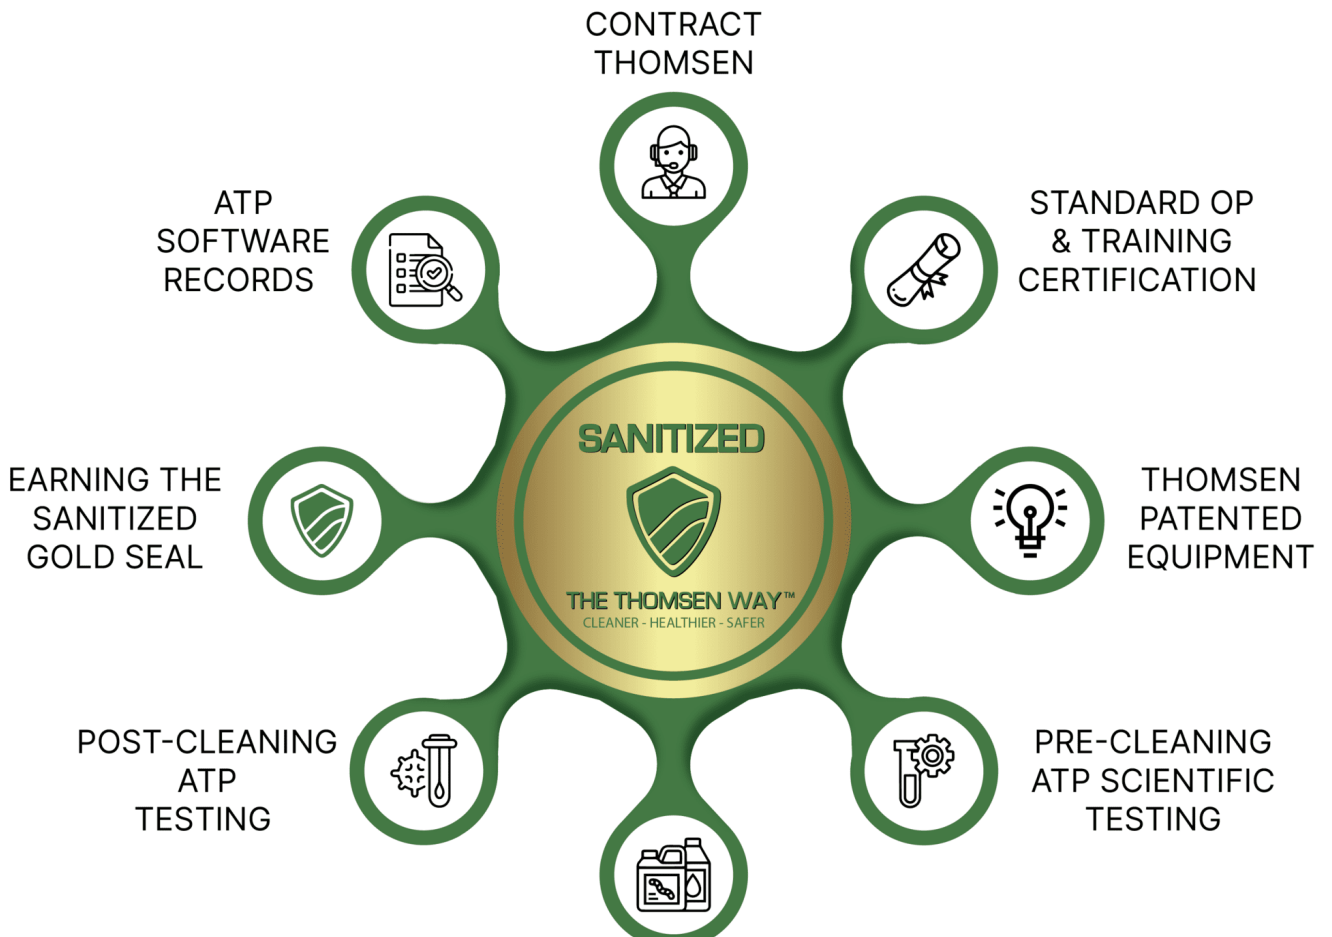 CONTRACT
THOMSEN
STANDARD OP
& TRAINING
CERTIFICATION
THOMSEN
PATENTED
EQUIPMENT
PRE-CLEANING
ATP SCIENTIFIC
TESTING
POST-CLEANING
ATP
TESTING
EARNING THE
SANITIZED
GOLD SEAL
ATP
SOFTWARE
RECORDS
SANITIZED
THE THOMSEN WAY™
CLEANER - HEALTHIER - SAFER